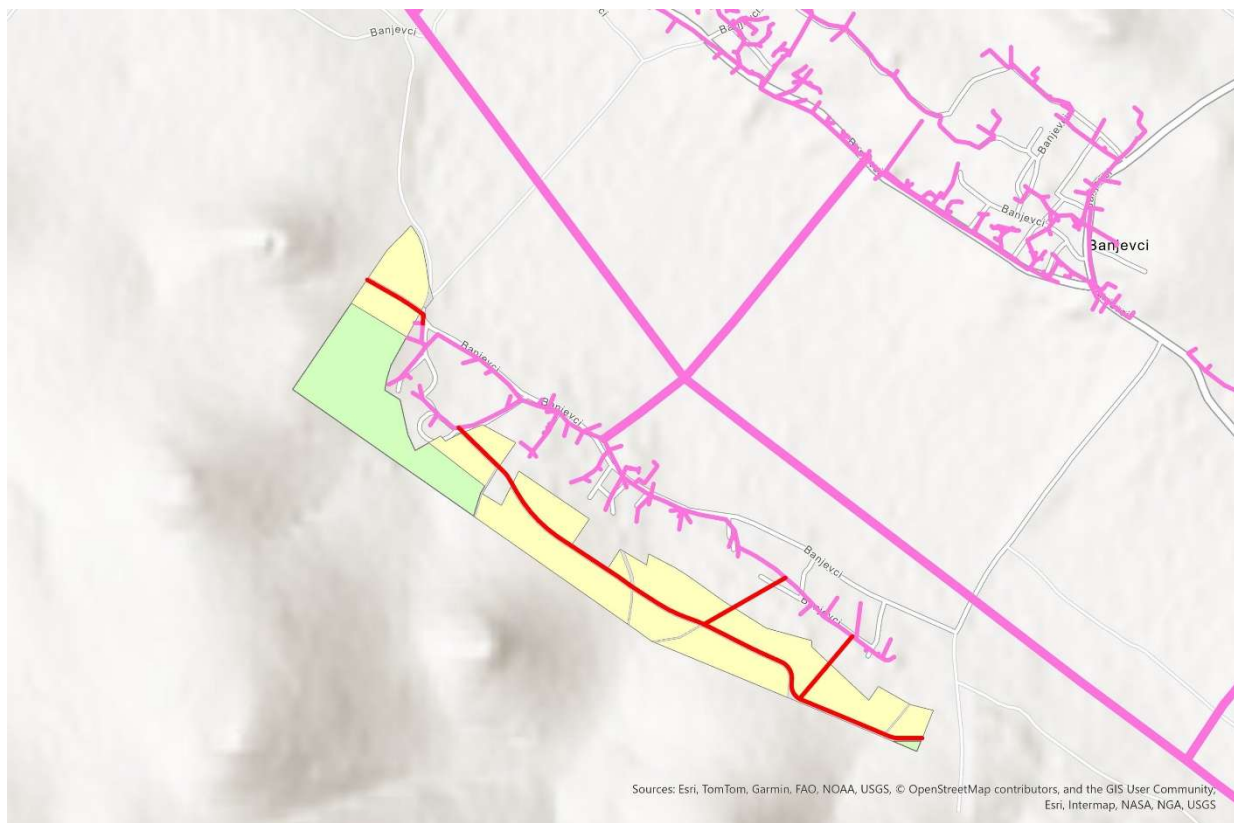 Banjevci
Banjevci
Banjevci
Banjevci
Banjevci
Banjevci
Banjevci
Banjevci
Sources: Esri, TomTom, Garmin, FAO, NOAA, USGS, © OpenStreetMap contributors, and the GIS User Community,
Esri, Intermap, NASA, NGA, USGS